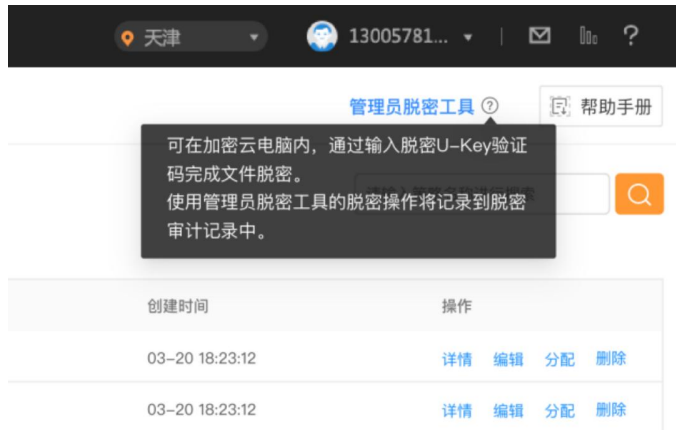 天津
13005781...
管理员脱密工具
帮助手册
可在加密云电脑内，通过输入脱密U-Key验证
码完成文件脱密。
使用管理员脱密工具的脱密操作将记录到脱密
审计记录中。
创建时间 操作
03-20 18:23:12 详情 编辑 分配 删除
03-20 18:23:12 详情 编辑 分配 删除